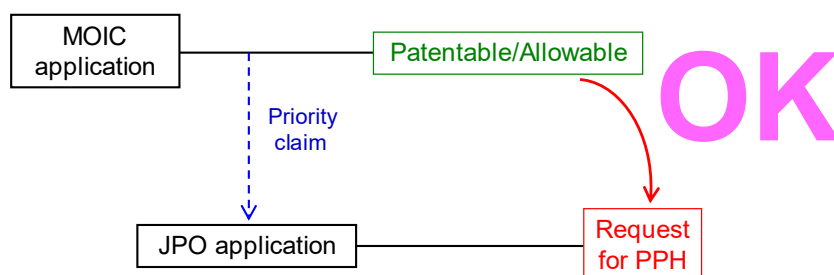 MOIC
application
Patentable/Allowable
OK
Priority
claim
JPO application
Request
for PPH